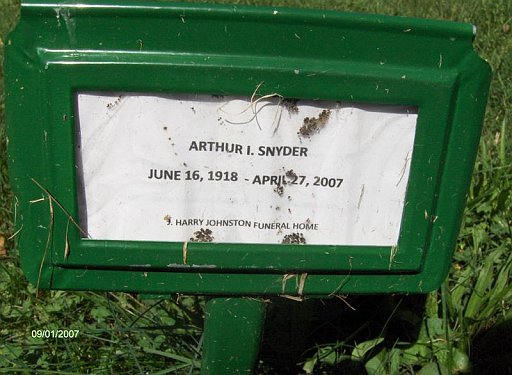 ARTHUR I. SNYDER
JUNE 16, 1918 - APRIL 27, 2007
J. HARRY JOHNSTON FUNERAL HOME
09/01/2007